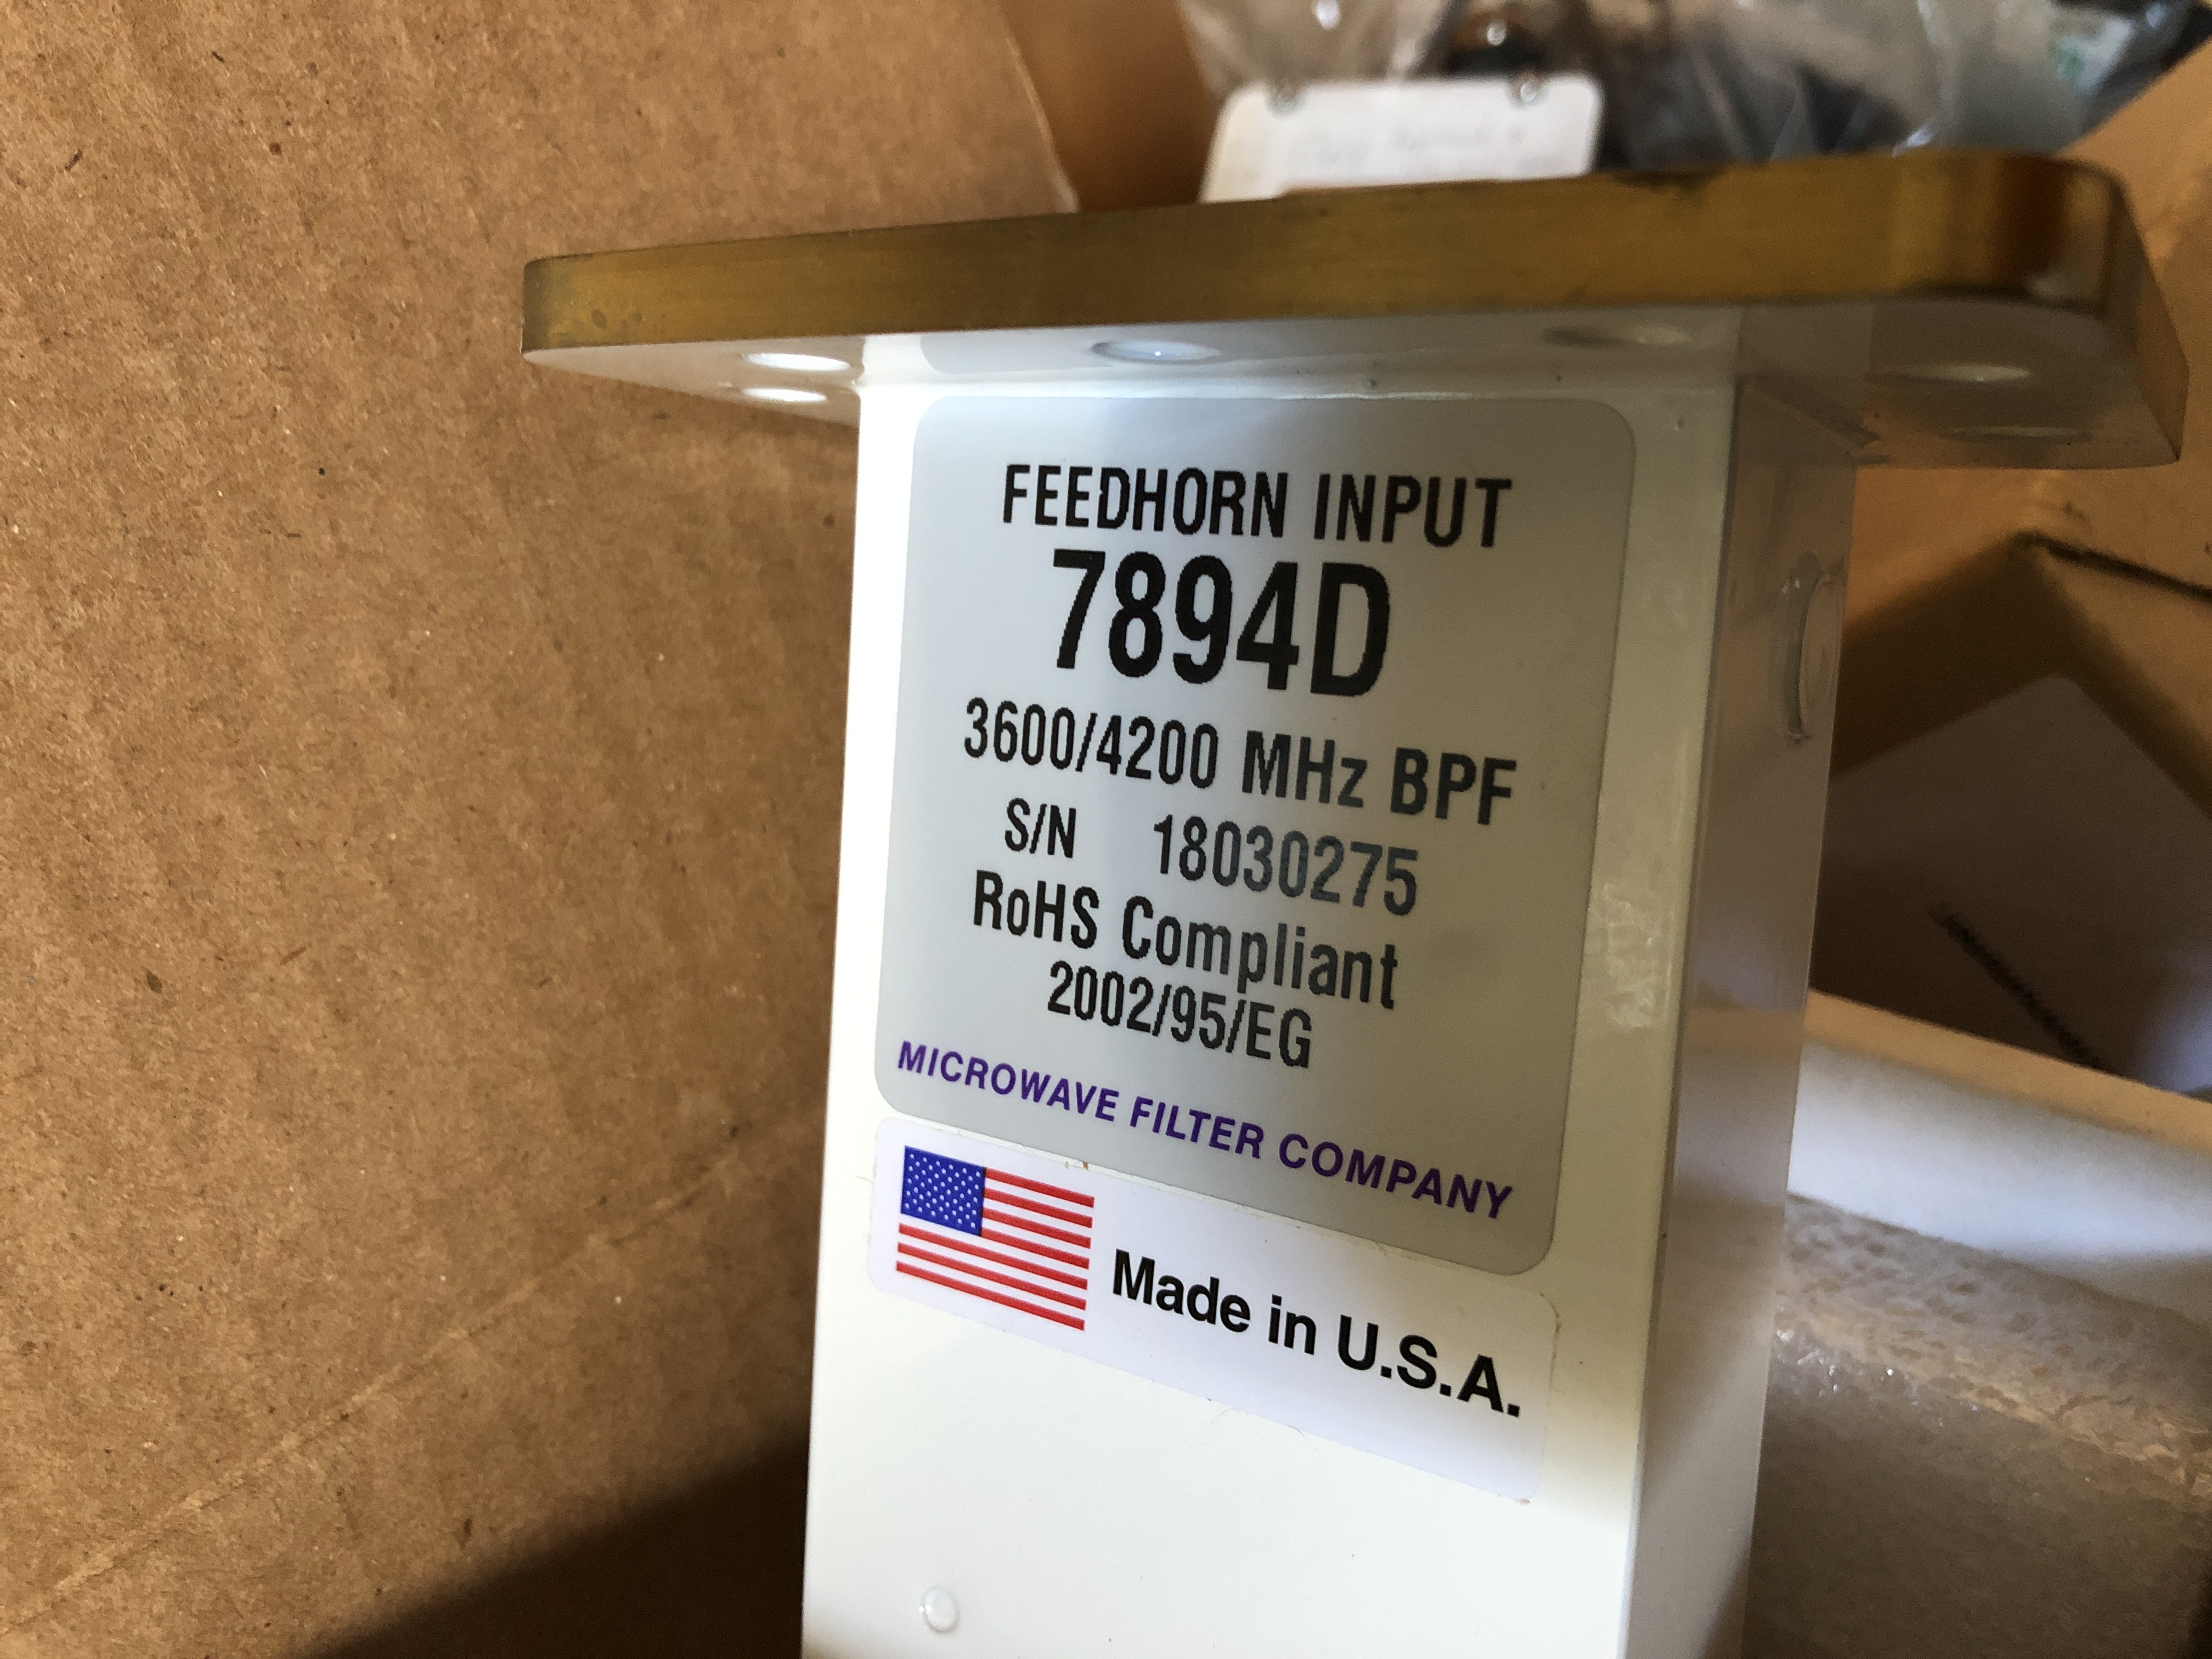 FEEDHORN INPUT
7894D
3600/4200 MHz BPF
S/N 18030275
RoHS Compliant
2002/95/EG
MICROWAVE FILTER COMPANY
Made in U.S.A.